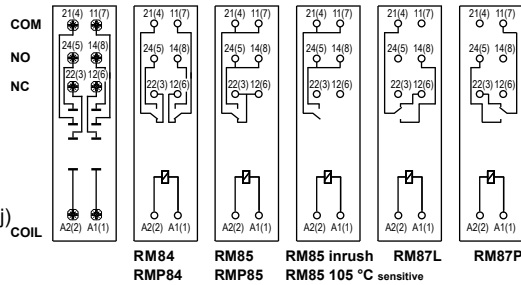 COM 21(4) 11(7) 21(4) 11(7) 21(4) 11(7) 21(4) 11(7) 21(4) 11(7) 21(4) 11(7)
NO 24(5) 14(8) 24(5) 14(8) 24(5) 14(8) 24(5) 14(8) 24(5) 14(8) 24(5) 14(8)
NC 22(3) 12(6) 22(3) 12(6) 22(3) 12(6) 22(3) 12(6) 22(3) 12(6) 22(3) 12(6)
j)
COIL A2(2) A1(1) A2(2) A1(1) A2(2) A1(1) A2(2) A1(1) A2(2) A1(1) A2(2) A1(1)
RM84 RM85 RM85 inrush RM87L RM87P
RMP84 RMP85 RM85 105 °C sensitive